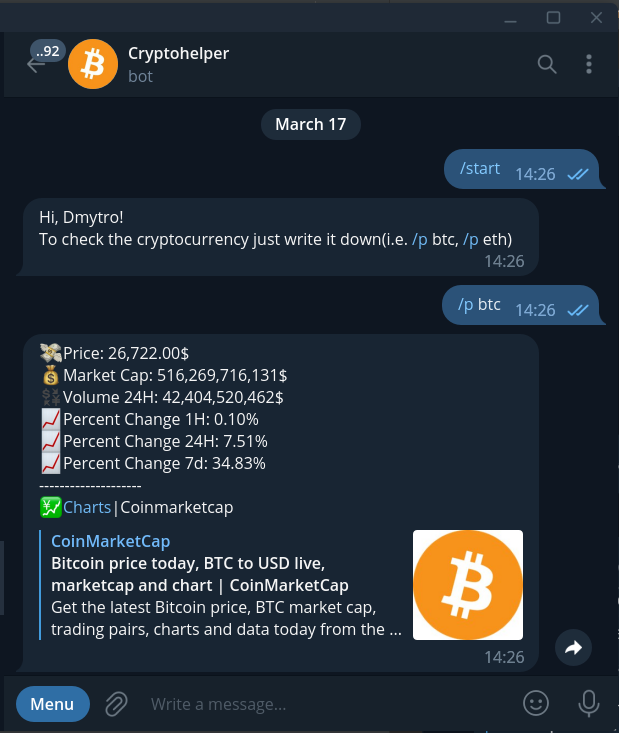 ..92
Cryptohelper
bot
March 17
/start 14:26
Hi, Dmytro!
To check the cryptocurrency just write it down(i.e. /p btc, /p eth)
14:26
/p btc 14:26
Price: 26,722.00$
Market Cap: 516,269,716,131$
Volume 24H: 42,404,520,462$
Percent Change 1H: 0.10%
Percent Change 24H: 7.51%
Percent Change 7d: 34.83%
--------------------
Charts|Coinmarketcap
CoinMarketCap
Bitcoin price today, BTC to USD live,
marketcap and chart | CoinMarketCap
Get the latest Bitcoin price, BTC market cap,
trading pairs, charts and data today from the ...
14:26
Menu
Write a message...